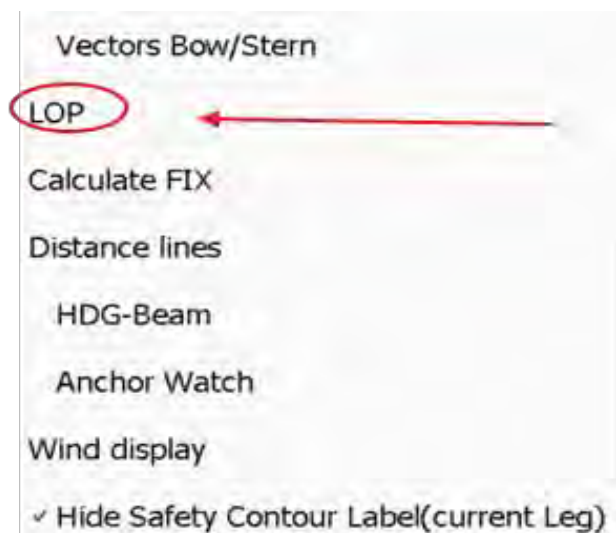 Vectors Bow/Stern
LOP
Calculate FIX
Distance lines
HDG-Beam
Anchor Watch
Wind display
✓ Hide Safety Contour Label(current Leg)